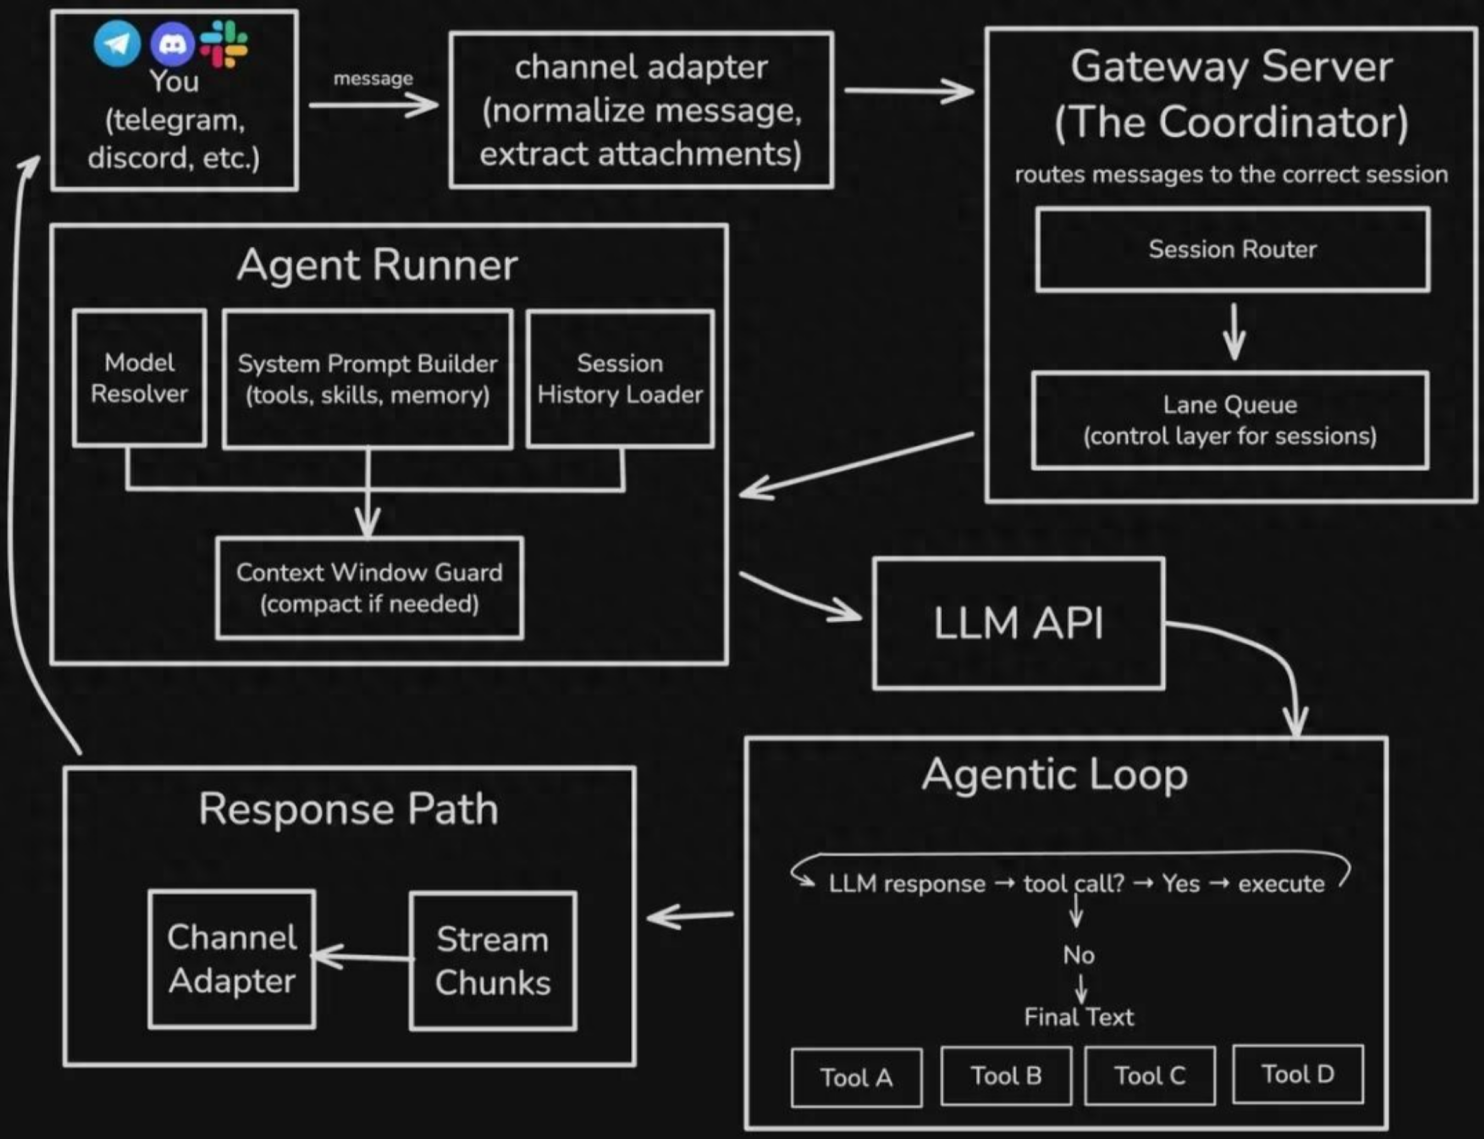 You
(telegram,
discord, etc.)
message
channel adapter
(normalize message,
extract attachments)
Gateway Server
(The Coordinator)
routes messages to the correct session
Session Router
Lane Queue
(control layer for sessions)
Agent Runner
Model
Resolver
System Prompt Builder
(tools, skills, memory)
Session
History Loader
Context Window Guard
(compact if needed)
LLM API
Agentic Loop
LLM response → tool call? → Yes → execute
No
Final Text
Tool A
Tool B
Tool C
Tool D
Response Path
Channel
Adapter
Stream
Chunks